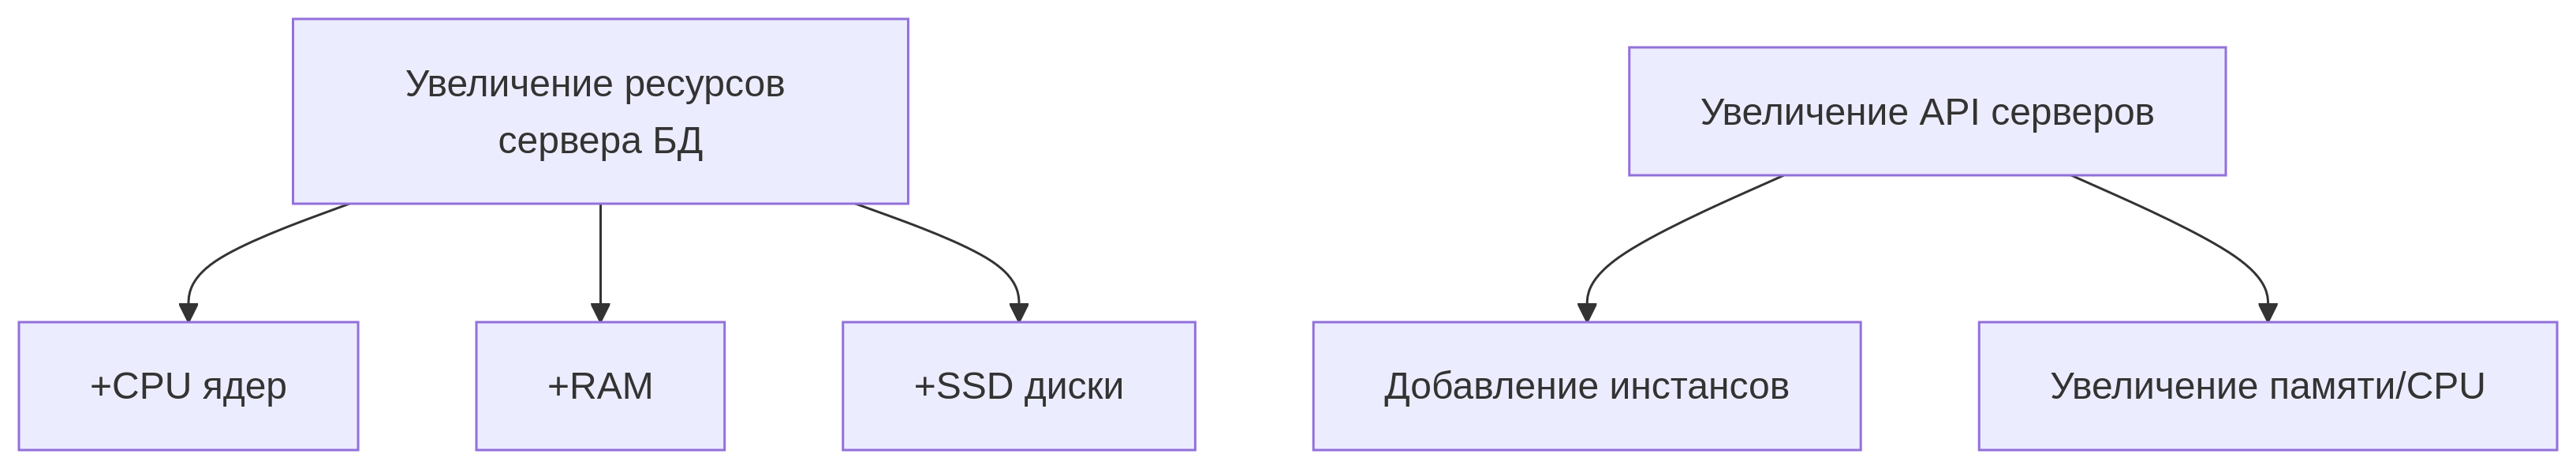 Увеличение ресурсов
сервера БД
Увеличение API серверов
+CPU ядер
+RAM
+SSD диски
Добавление инстансов
Увеличение памяти/CPU